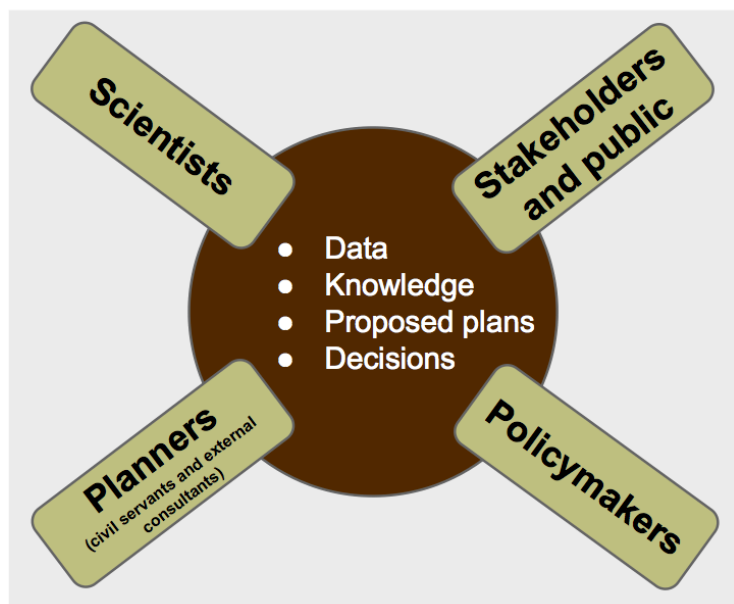 Scientists
Stakeholders
and public
● Data
● Knowledge
● Proposed plans
● Decisions
Planners
(civil servants and external
consultants)
Policymakers